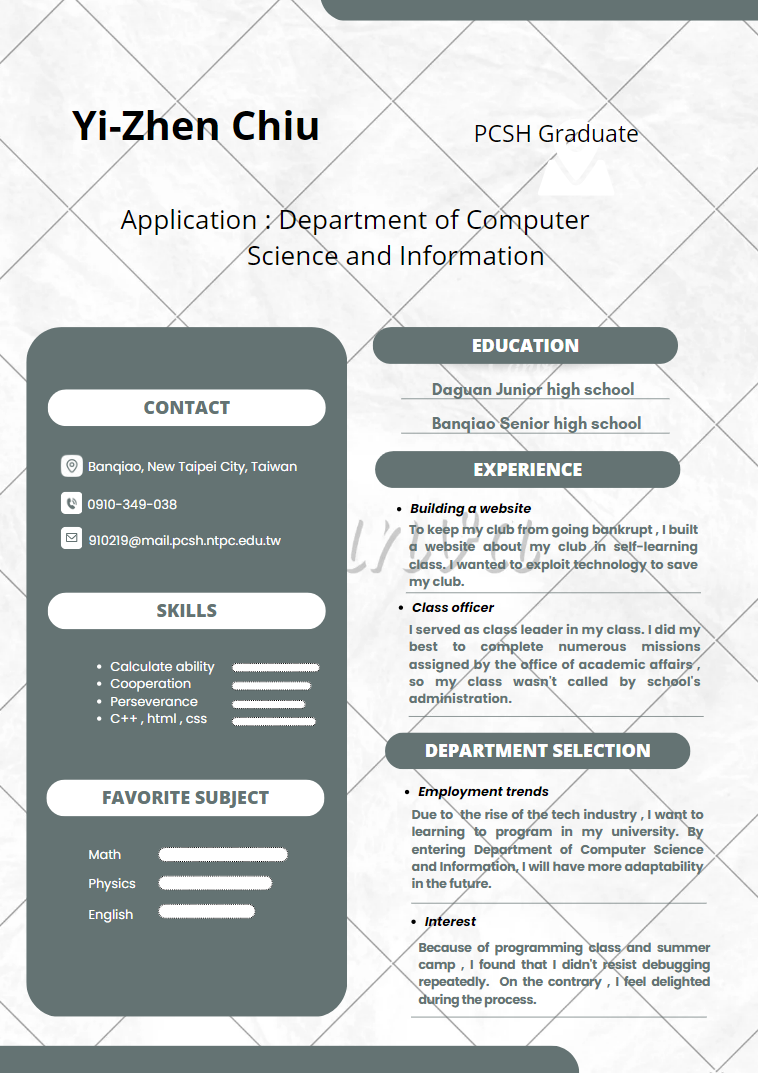 Yi-Zhen Chiu
PCSH Graduate
Application : Department of Computer
Science and Information
CONTACT
Banqiao, New Taipei City, Taiwan
0910-349-038
910219@mail.pcsh.ntpc.edu.tw
SKILLS
• Calculate ability
• Cooperation
• Perseverance
• C++ , html , css
FAVORITE SUBJECT
Math
Physics
English
EDUCATION
Daguan Junior high school
Banqiao Senior high school
EXPERIENCE
• Building a website
To keep my club from going bankrupt , I built
a website about my club in self-learning
class. I wanted to exploit technology to save
my club.
• Class officer
I served as class leader in my class. I did my
best to complete numerous missions
assigned by the office of academic affairs ,
so my class wasn't called by school's
administration.
DEPARTMENT SELECTION
• Employment trends
Due to the rise of the tech industry , I want to
learning to program in my university. By
entering Department of Computer Science
and Information, I will have more adaptability
in the future.
• Interest
Because of programming class and summer
camp , I found that I didn't resist debugging
repeatedly. On the contrary , I feel delighted
during the process.